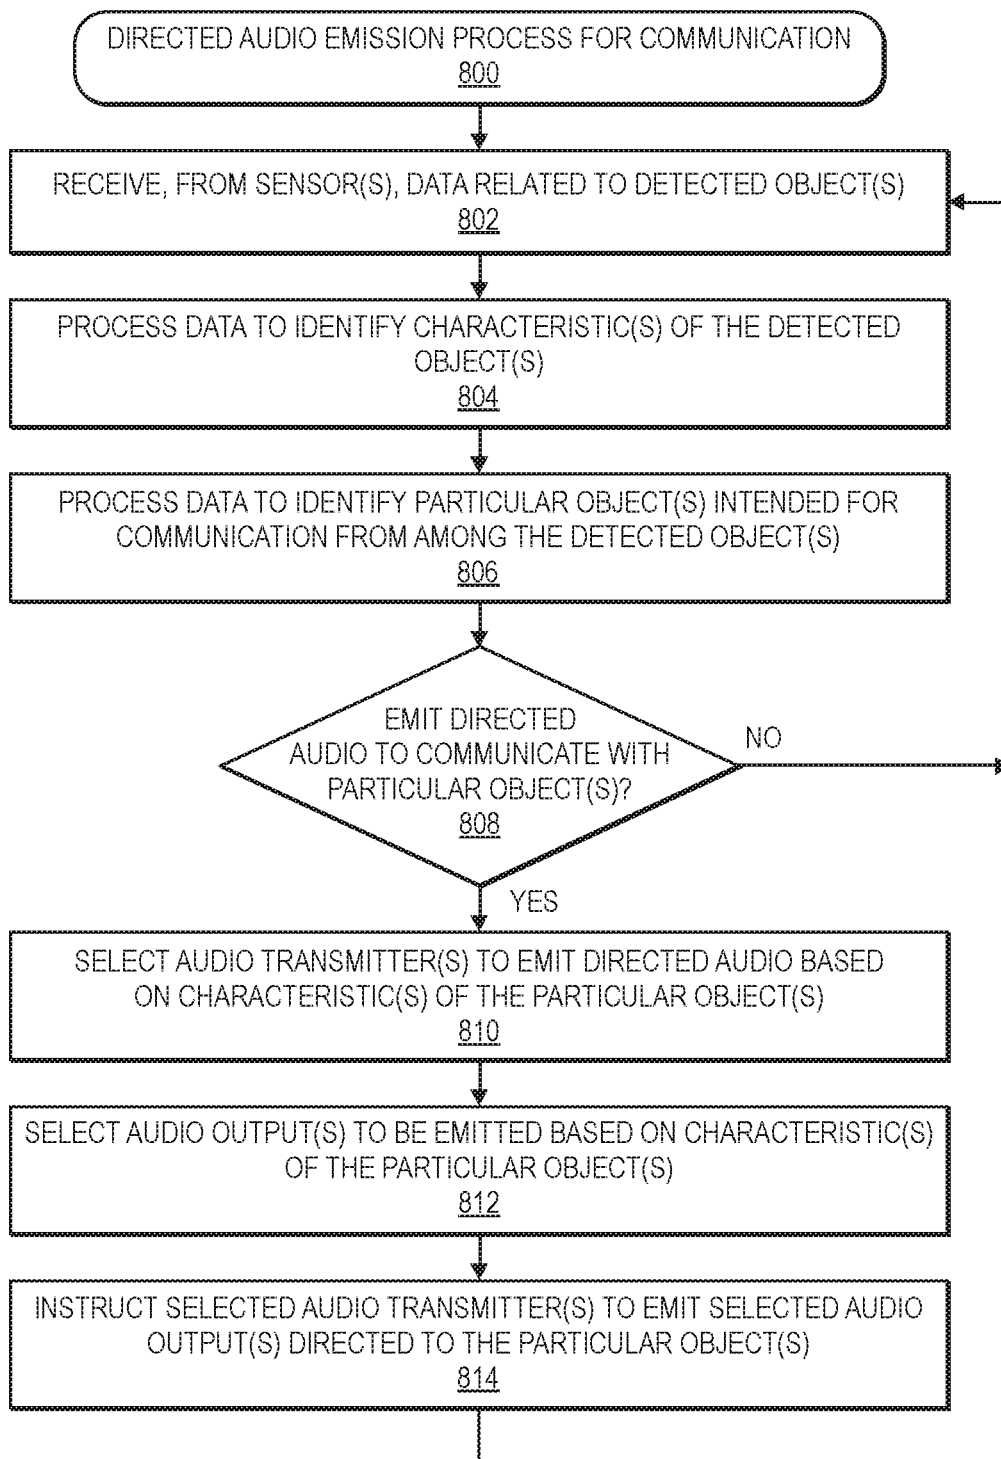 DIRECTED AUDIO EMISSION PROCESS FOR COMMUNICATION
800
RECEIVE, FROM SENSOR(S), DATA RELATED TO DETECTED OBJECT(S)
802
PROCESS DATA TO IDENTIFY CHARACTERISTIC(S) OF THE DETECTED
OBJECT(S)
804
PROCESS DATA TO IDENTIFY PARTICULAR OBJECT(S) INTENDED FOR
COMMUNICATION FROM AMONG THE DETECTED OBJECT(S)
806
EMIT DIRECTED
AUDIO TO COMMUNICATE WITH
PARTICULAR OBJECT(S)?
808
NO
YES
SELECT AUDIO TRANSMITTER(S) TO EMIT DIRECTED AUDIO BASED
ON CHARACTERISTIC(S) OF THE PARTICULAR OBJECT(S)
810
SELECT AUDIO OUTPUT(S) TO BE EMITTED BASED ON CHARACTERISTIC(S)
OF THE PARTICULAR OBJECT(S)
812
INSTRUCT SELECTED AUDIO TRANSMITTER(S) TO EMIT SELECTED AUDIO
OUTPUT(S) DIRECTED TO THE PARTICULAR OBJECT(S)
814